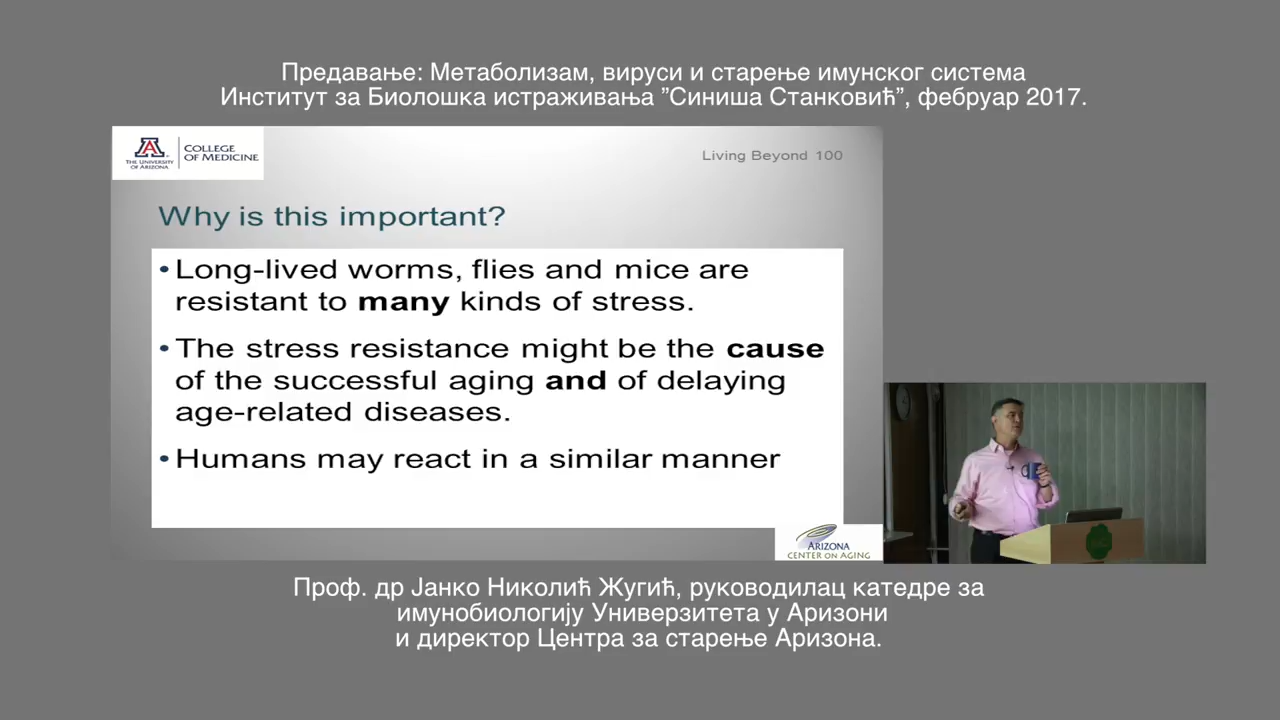 Предавање: Метаболизам, вируси и старење имунског система
Институт за Биолошка истраживања ”Синиша Станковић”, фебруар 2017.
THE UNIVERSITY
OF ARIZONA
COLLEGE
OF MEDICINE
Living Beyond 100
Why is this important?
•Long-lived worms, flies and mice are
resistant to many kinds of stress.
•The stress resistance might be the cause
of the successful aging and of delaying
age-related diseases.
•Humans may react in a similar manner
ARIZONA
CENTER ON AGING
Проф. др Јанко Николић Жугић, руководилац катедре за
имунобиологију Универзитета у Аризони
и директор Центра за старење Аризона.